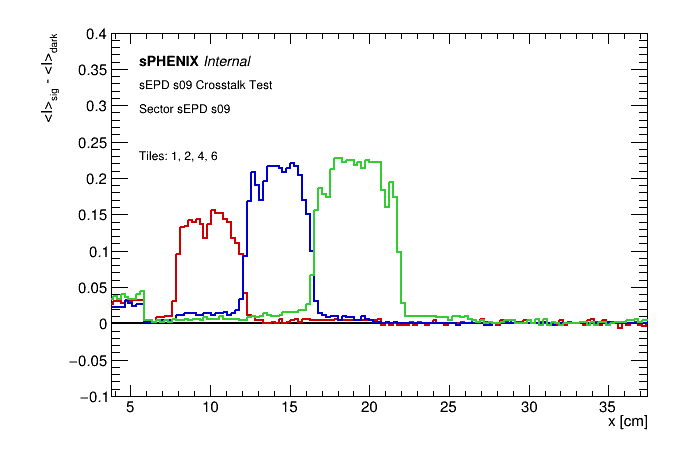 <I>sig - <I>dark
0.4
0.35
0.3
0.25
0.2
0.15
0.1
0.05
0
−0.05
−0.1
sPHENIX Internal
sEPD s09 Crosstalk Test
Sector sEPD s09
Tiles: 1, 2, 4, 6
5 10 15 20 25 30 35
x [cm]